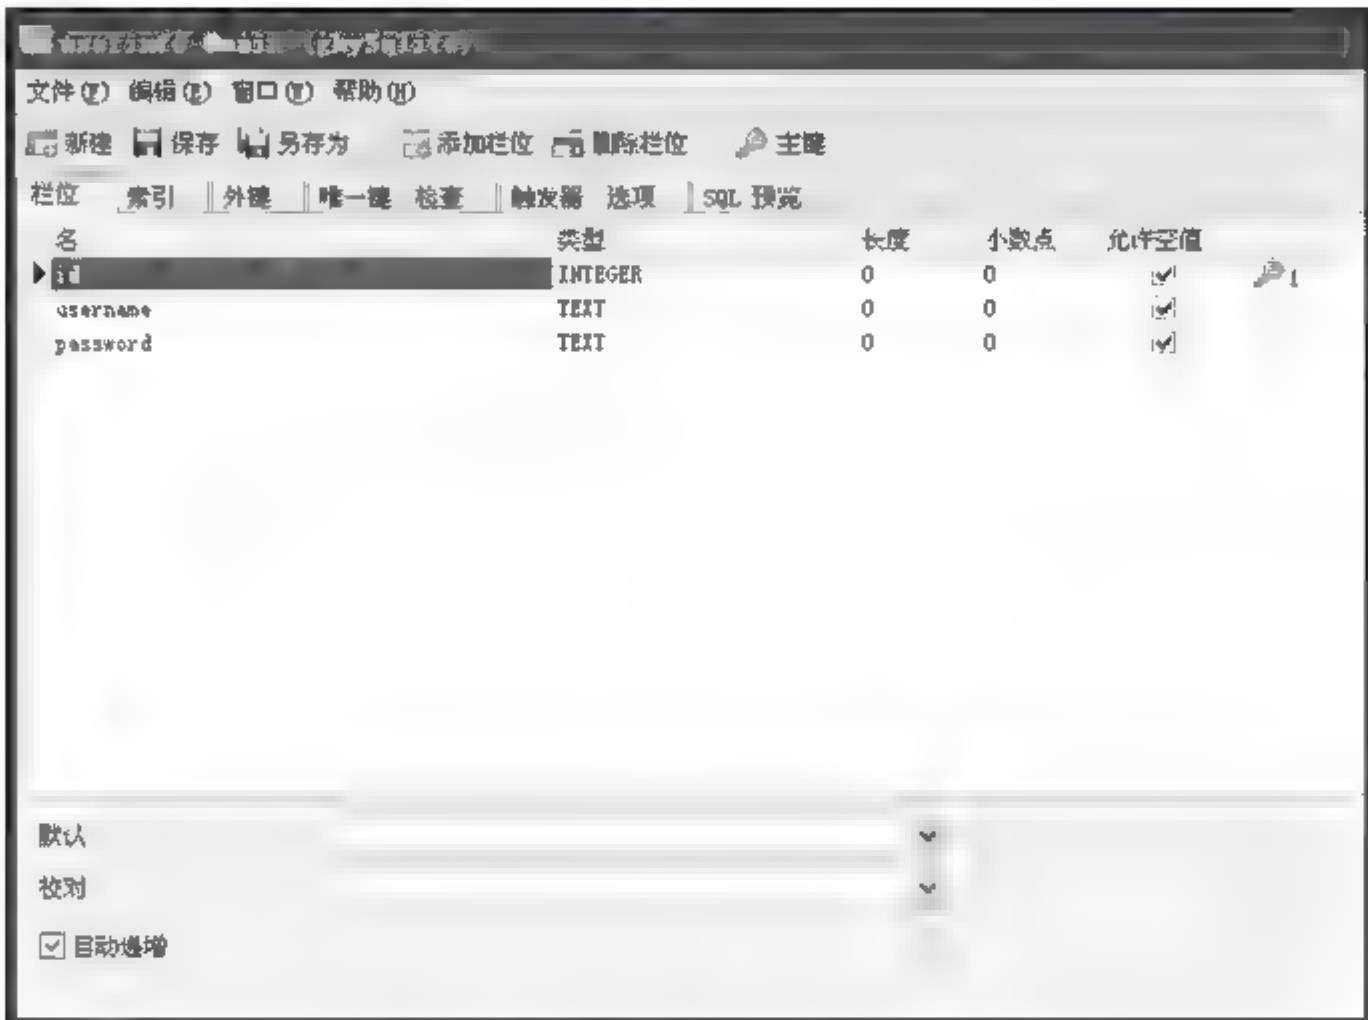 文件(F) 编辑(E) 窗口(W) 帮助(H)
新建 保存 另存为 添加栏位 删除栏位 主键
栏位 索引 外键 唯一键 检查 触发器 选项 SQL 预览
名 类型 长度 小数点 允许空值
id INTEGER 0 0 1
username TEXT 0 0
password TEXT 0 0
默认
校对
自动递增